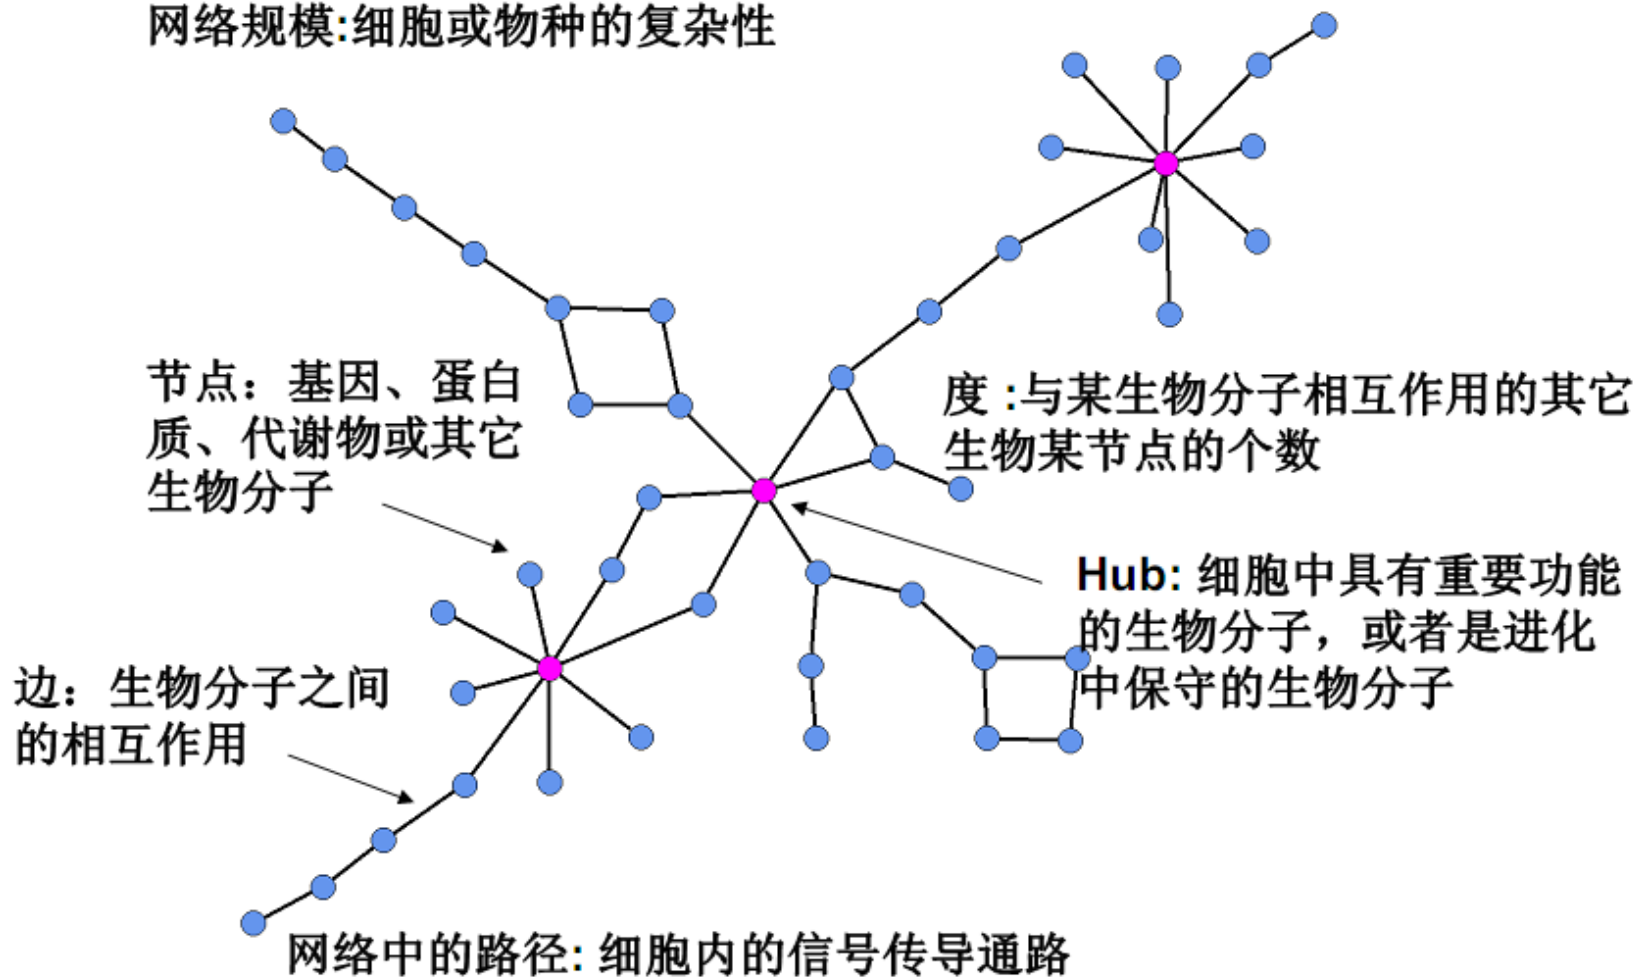 网络规模:细胞或物种的复杂性
节点：基因、蛋白
质、代谢物或其它
生物分子
度 :与某生物分子相互作用的其它
生物某节点的个数
Hub: 细胞中具有重要功能
的生物分子，或者是进化
中保守的生物分子
边：生物分子之间
的相互作用
网络中的路径: 细胞内的信号传导通路